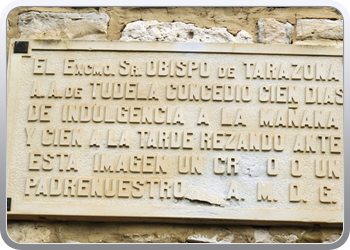 EL EXCMO. SR. OBISPO DE TARAZONA
A.A. DE TUDELA CONCEDIO CIEN DIAS
DE INDULGENCIA A LA MAÑANA
Y CIEN A LA TARDE REZANDO ANTE
ESTA IMAGEN UN CR O O UN
PADRENUESTRO A. M. D. G.